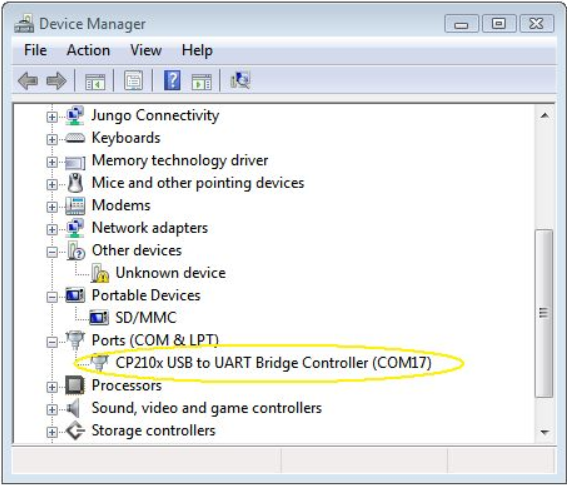 Device Manager
File Action View Help
Jungo Connectivity
Keyboards
Memory technology driver
Mice and other pointing devices
Modems
Network adapters
Other devices
Unknown device
Portable Devices
SD/MMC
Ports (COM & LPT)
CP210x USB to UART Bridge Controller (COM17)
Processors
Sound, video and game controllers
Storage controllers